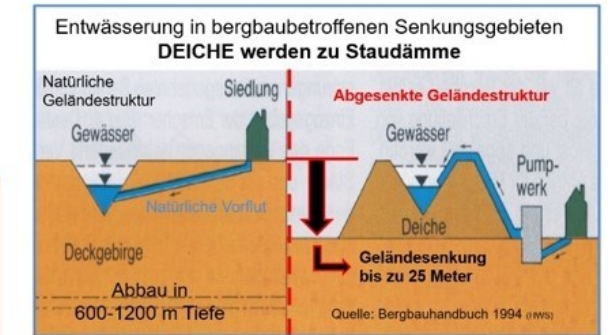 Entwässerung in bergbaubetroffenen Senkungsgebieten
DEICHE werden zu Staudämme
Natürliche
Geländestruktur
Siedlung
Gewässer
Natürliche Vorflut
Deckgebirge
Abbau in
600-1200 m Tiefe
Abgesenkte Geländestruktur
Gewässer
Pump-
werk
Deiche
Geländesenkung
bis zu 25 Meter
Quelle: Bergbauhandbuch 1994 (HWS)